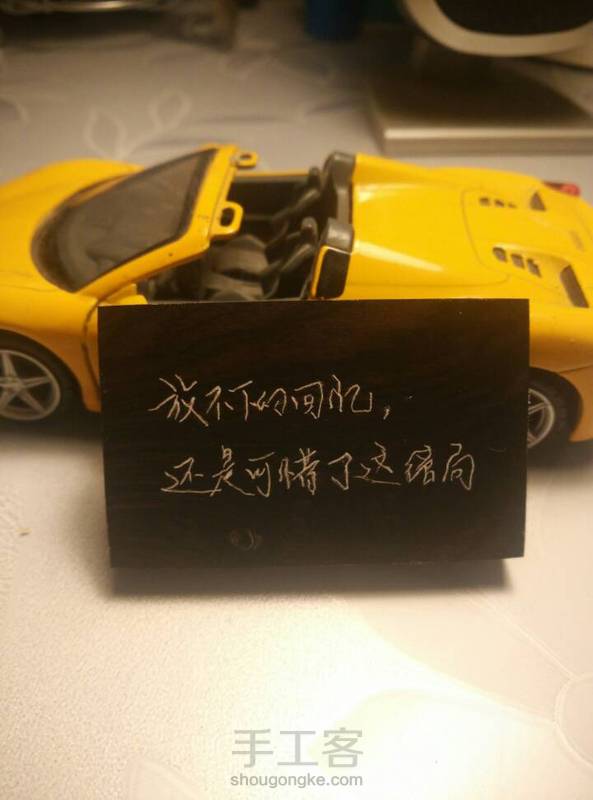 放不下的回忆，
还是可惜了这结局
手工客
shougongke.com